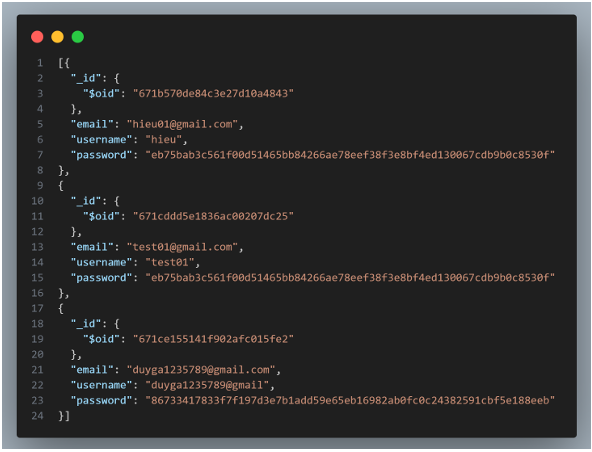 1 [{
2 "_id": {
3 "$oid": "671b570de84c3e27d10a4843"
4 },
5 "email": "hieu01@gmail.com",
6 "username": "hieu",
7 "password": "eb75bab3c561f00d51465bb84266ae78eef38f3e8bf4ed130067cdb9b0c8530f"
8 },
9 {
10 "_id": {
11 "$oid": "671cddd5e1836ac00207dc25"
12 },
13 "email": "test01@gmail.com",
14 "username": "test01",
15 "password": "eb75bab3c561f00d51465bb84266ae78eef38f3e8bf4ed130067cdb9b0c8530f"
16 },
17 {
18 "_id": {
19 "$oid": "671ce155141f902afc015fe2"
20 },
21 "email": "duyga1235789@gmail.com",
22 "username": "duyga1235789@gmail",
23 "password": "86733417833f7f197d3e7b1add59e65eb16982ab0fc0c24382591cbf5e188eeb"
24 }]